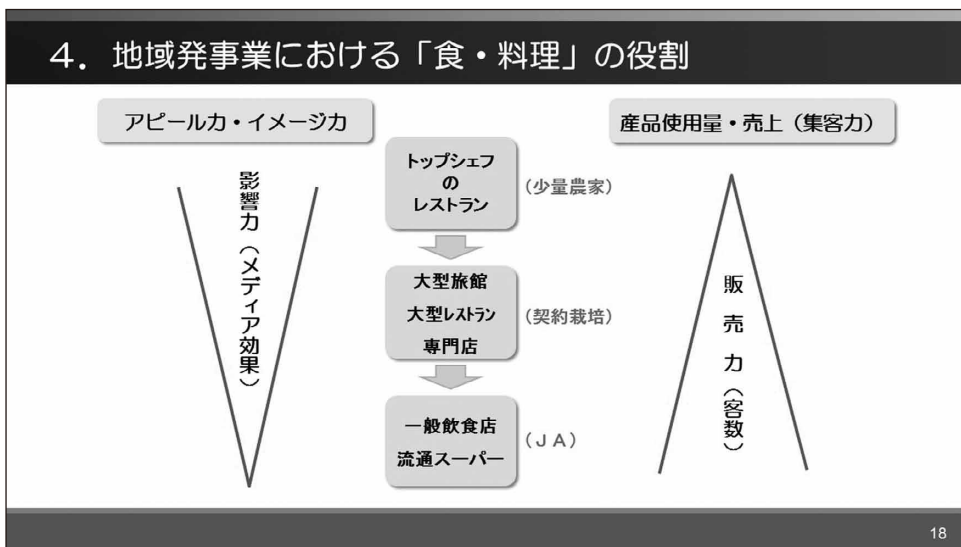 4．地域発事業における「食・料理」の役割
アピール力・イメージ力
産品使用量・売上（集客力）
影響力（メディア効果）
トップシェフ
の
レストラン
（少量農家）
大型旅館
大型レストラン
専門店
（契約栽培）
一般飲食店
流通スーパー
（ＪＡ）
販売力（客数）
18